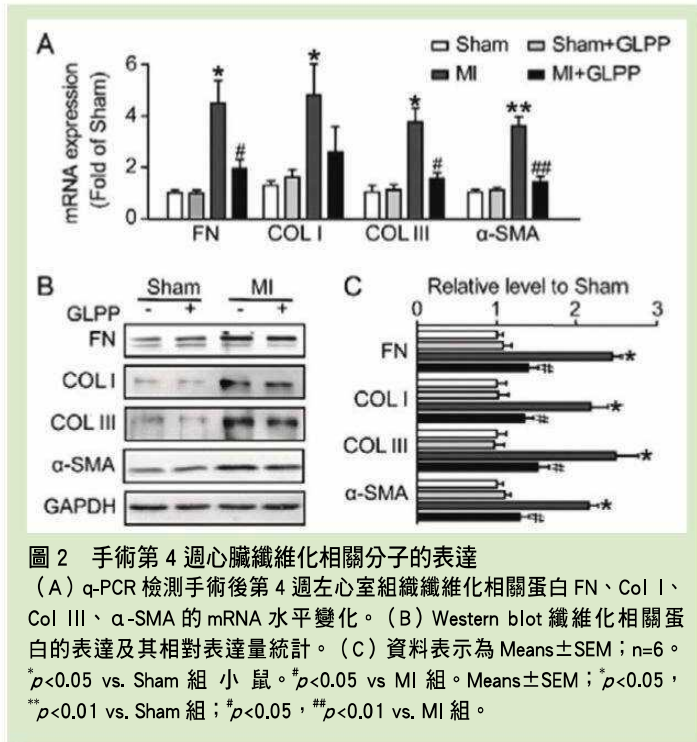 A
□ Sham □ Sham+GLPP
■ MI ■ MI+GLPP
mRNA expression
(Fold of Sham)
6
4
2
0
* # * * # ** ##
FN COL I COL III α-SMA
B
Sham MI
GLPP - + - +
FN
COL I
COL III
α-SMA
GAPDH
C
Relative level to Sham
0 1 2 3
FN * #
COL I * #
COL III * #
α-SMA * #
圖 2 手術第 4 週心臟纖維化相關分子的表達
（A）q-PCR 檢測手術後第 4 週左心室組織纖維化相關蛋白 FN、Col I、
Col III、α-SMA 的 mRNA 水平變化。（B）Western blot 纖維化相關蛋
白的表達及其相對表達量統計。（C）資料表示為 Means±SEM；n=6。
*p<0.05 vs. Sham 組 小 鼠。#p<0.05 vs MI 組。Means±SEM；*p<0.05，
**p<0.01 vs. Sham 組；#p<0.05，##p<0.01 vs. MI 組。